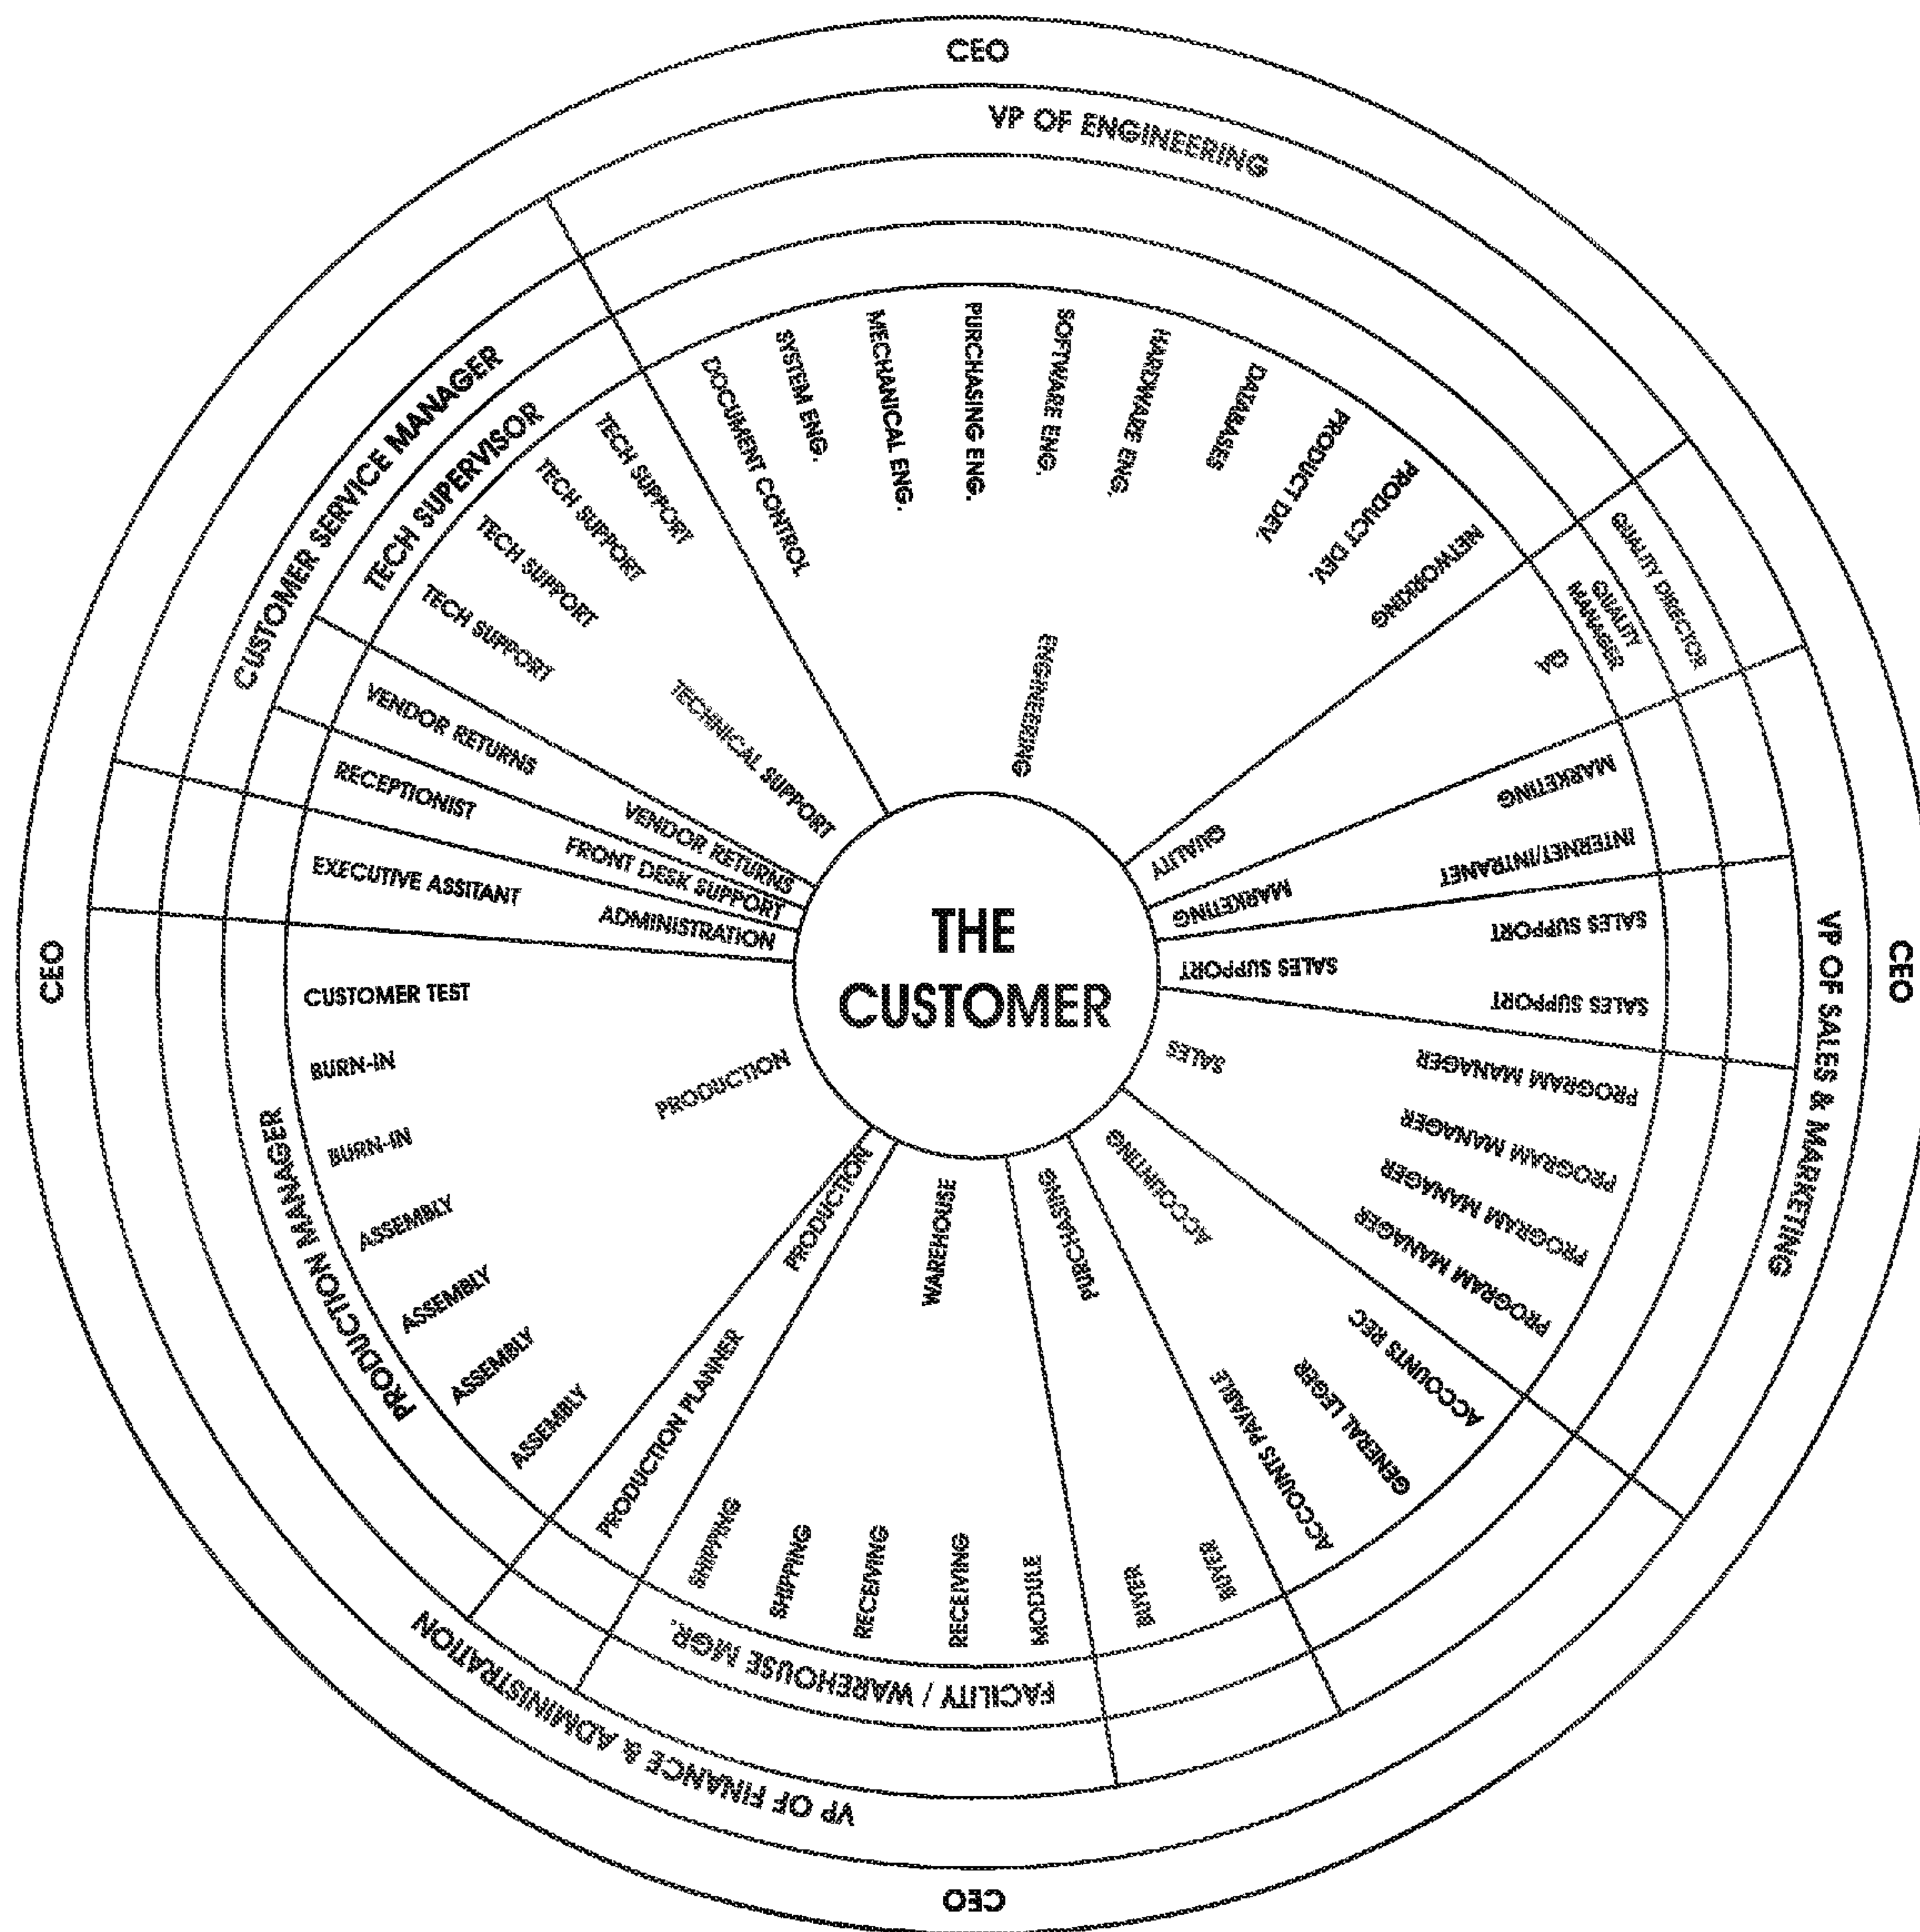 CEO
VP OF ENGINEERING
DOCUMENT CONTROL
SYSTEM ENG.
MECHANICAL ENG.
PURCHASING ENG.
SOFTWARE ENG.
HARDWARE ENG.
DATABASES
PRODUCT DEV.
PRODUCT DEV.
NETWORKING
ENGINEERING
QUALITY DIRECTOR
QUALITY
MANAGER
QA
QUALITY
CEO
VP OF SALES & MARKETING
MARKETING
INTERNET/INTRANET
MARKETING
SALES SUPPORT
SALES SUPPORT
SALES SUPPORT
PROGRAM MANAGER
PROGRAM MANAGER
PROGRAM MANAGER
PROGRAM MANAGER
SALES
ACCOUNTS REC
GENERAL LEGER
ACCOUNTS PAYABLE
ACCOUNTING
BUYER
BUYER
PURCHASING
CEO
VP OF FINANCE & ADMINISTRATION
FACILITY / WAREHOUSE MGR.
MODULE
RECEIVING
RECEIVING
SHIPPING
SHIPPING
WAREHOUSE
PRODUCTION PLANNER
PRODUCTION
PRODUCTION MANAGER
ASSEMBLY
ASSEMBLY
ASSEMBLY
ASSEMBLY
BURN-IN
BURN-IN
CUSTOMER TEST
PRODUCTION
CEO
EXECUTIVE ASSITANT
ADMINISTRATION
RECEPTIONIST
FRONT DESK SUPPORT
VENDOR RETURNS
VENDOR RETURNS
CUSTOMER SERVICE MANAGER
TECH SUPERVISOR
TECH SUPPORT
TECH SUPPORT
TECH SUPPORT
TECH SUPPORT
TECHNICAL SUPPORT
THE
CUSTOMER